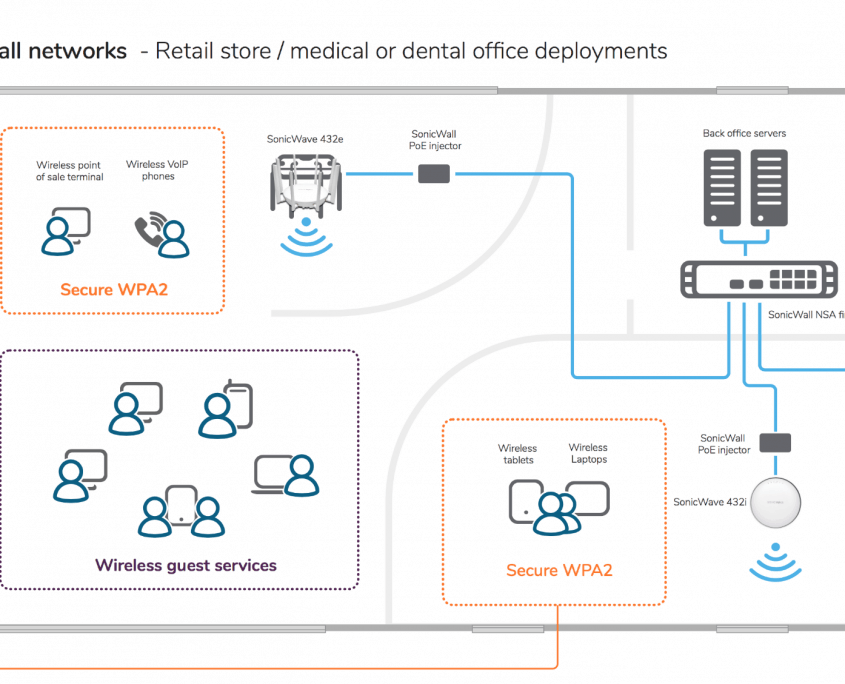 all networks - Retail store / medical or dental office deployments
SonicWave 432e
SonicWall
PoE injector
Back office servers
Wireless point
of sale terminal
Wireless VoIP
phones
Secure WPA2
SonicWall NSA fi
Wireless guest services
Wireless
tablets
Wireless
Laptops
Secure WPA2
SonicWall
PoE injector
SonicWave 432i